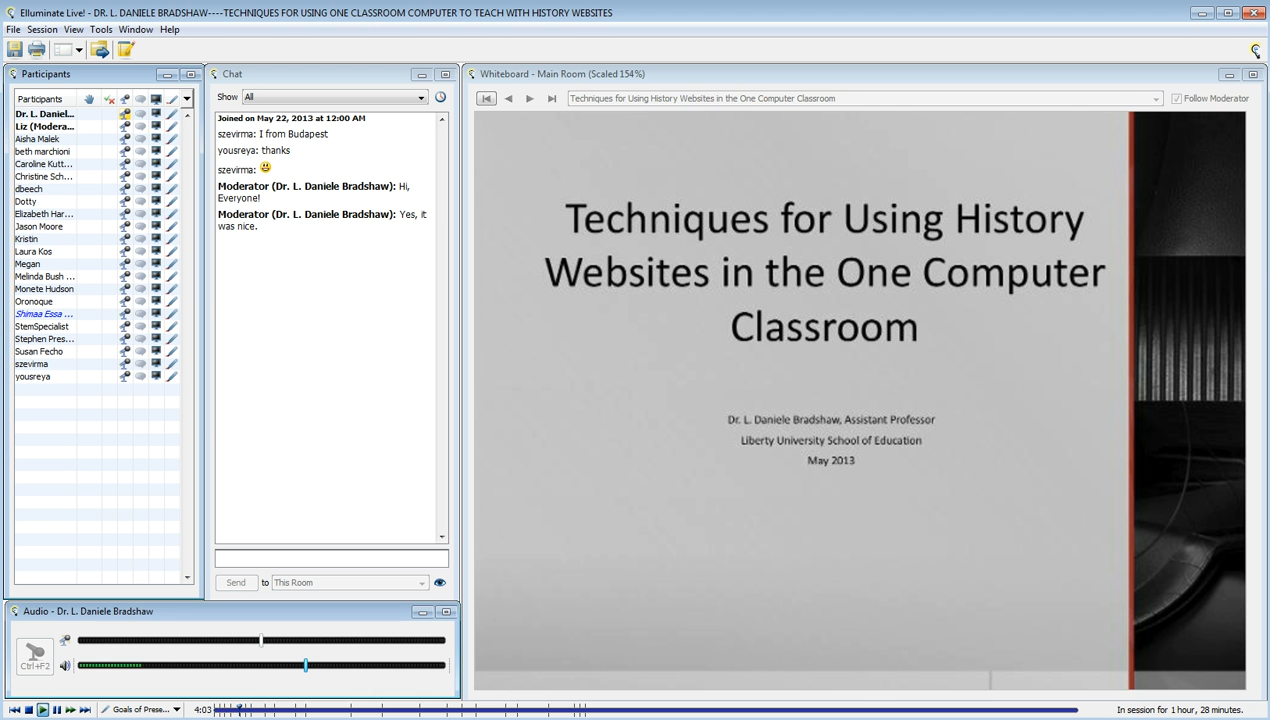 Elluminate Live! - DR. L. DANIELE BRADSHAW----TECHNIQUES FOR USING ONE CLASSROOM COMPUTER TO TEACH WITH HISTORY WEBSITES
File Session View Tools Window Help
Participants
Participants
Dr. L. Daniel...
Liz (Modera...
Aisha Malek
beth marchioni
Caroline Kutt...
Christine Sch...
dbeech
Dotty
Elizabeth Har...
Jason Moore
Kristin
Laura Kos
Megan
Melinda Bush ...
Monete Hudson
Oronoque
Shimaa Essa ...
StemSpecialist
Stephen Pres...
Susan Fecho
szevirma
yousreya
Chat
Show All
Joined on May 22, 2013 at 12:00 AM
szevirma: I from Budapest
yousreya: thanks
szevirma:
Moderator (Dr. L. Daniele Bradshaw): Hi,
Everyone!
Moderator (Dr. L. Daniele Bradshaw): Yes, it
was nice.
Send to This Room
Whiteboard - Main Room (Scaled 154%)
Techniques for Using History Websites in the One Computer Classroom
Follow Moderator
Techniques for Using History
Websites in the One Computer
Classroom
Dr. L. Daniele Bradshaw, Assistant Professor
Liberty University School of Education
May 2013
Audio - Dr. L. Daniele Bradshaw
Ctrl+F2
Goals of Prese... 4:03
In session for 1 hour, 28 minutes.